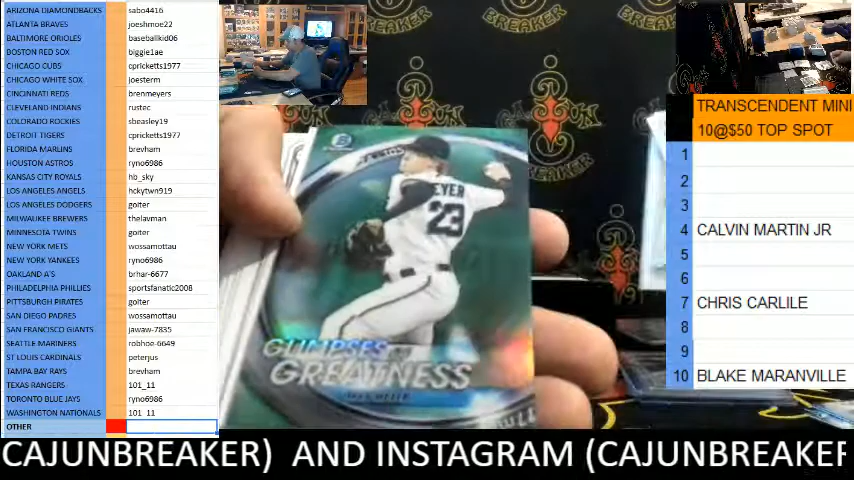 ARIZONA DIAMONDBACKS sabo4416
ATLANTA BRAVES joeshmoe22
BALTIMORE ORIOLES baseballkid06
BOSTON RED SOX biggie1ae
CHICAGO CUBS cpricketts1977
CHICAGO WHITE SOX joesterm
CINCINNATI REDS brenmeyers
CLEVELAND INDIANS rustec
COLORADO ROCKIES sbeasley19
DETROIT TIGERS cpricketts1977
FLORIDA MARLINS brevham
HOUSTON ASTROS ryno6986
KANSAS CITY ROYALS hb_sky
LOS ANGELES ANGELS hckytwn919
LOS ANGELES DODGERS golter
MILWAUKEE BREWERS thelavman
MINNESOTA TWINS golter
NEW YORK METS wossamottau
NEW YORK YANKEES ryno6986
OAKLAND A'S brhar-6677
PHILADELPHIA PHILLIES sportsfanatic2008
PITTSBURGH PIRATES golter
SAN DIEGO PADRES wossamottau
SAN FRANCISCO GIANTS jawaw-7835
SEATTLE MARINERS robhoe-6649
ST LOUIS CARDINALS peterjus
TAMPA BAY RAYS brevham
TEXAS RANGERS 101_11
TORONTO BLUE JAYS ryno6986
WASHINGTON NATIONALS 101_11
OTHER
BREAKER
EYER
23
GLIMPSES OF
GREATNESS
TRANSCENDENT MINI
10@$50 TOP SPOT
1
2
3
4 CALVIN MARTIN JR
5
6
7 CHRIS CARLILE
8
9
10 BLAKE MARANVILLE
CAJUNBREAKER) AND INSTAGRAM (CAJUNBREAKER